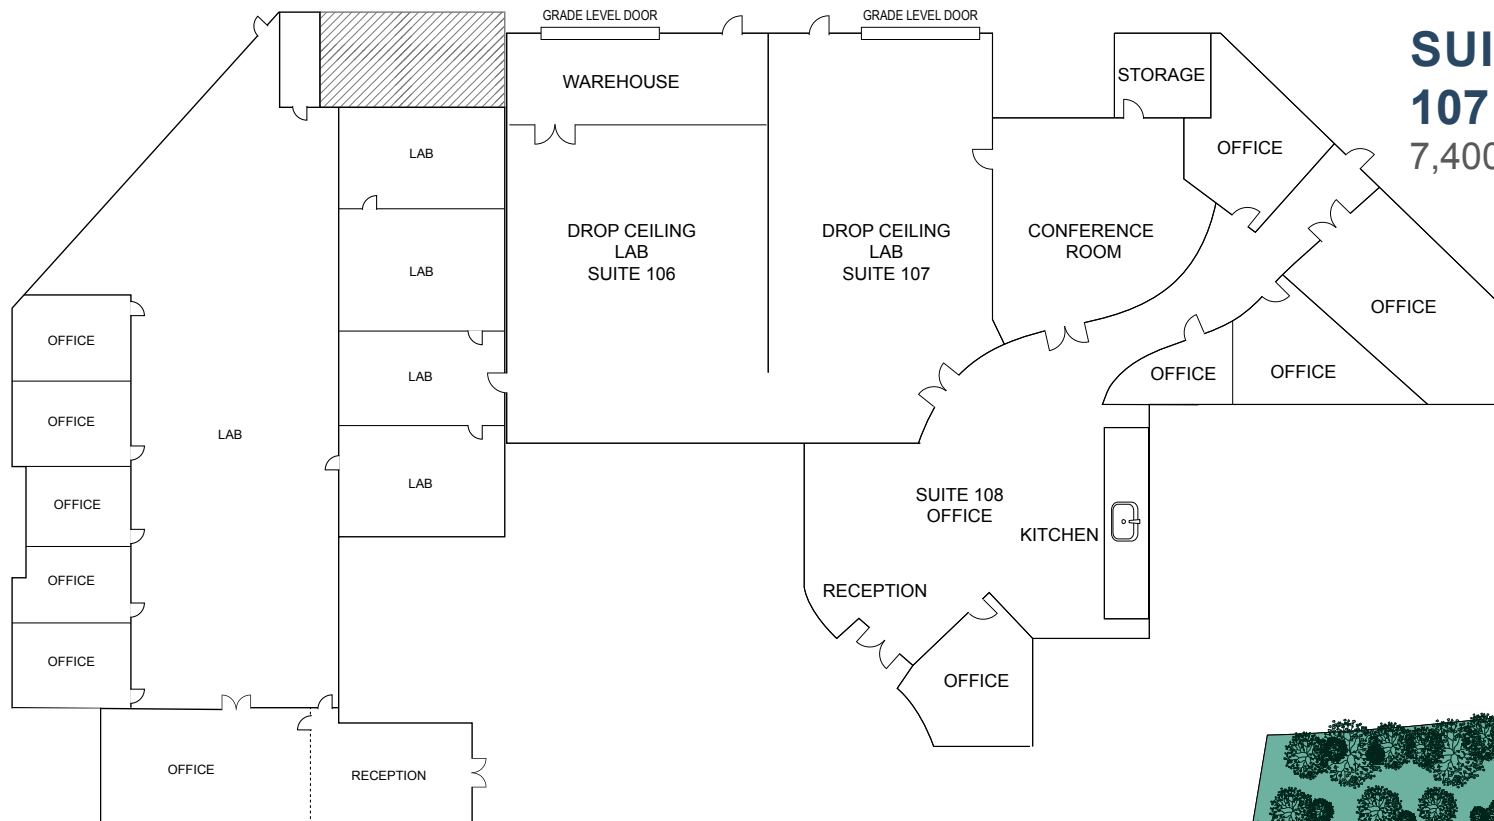 GRADE LEVEL DOOR
GRADE LEVEL DOOR
SUI
107
7,400
WAREHOUSE
STORAGE
OFFICE
LAB
DROP CEILING
LAB
SUITE 106
DROP CEILING
LAB
SUITE 107
CONFERENCE
ROOM
LAB
OFFICE
OFFICE
LAB
OFFICE
OFFICE
OFFICE
LAB
OFFICE
LAB
OFFICE
SUITE 108
OFFICE
KITCHEN
OFFICE
RECEPTION
OFFICE
OFFICE
OFFICE
RECEPTION